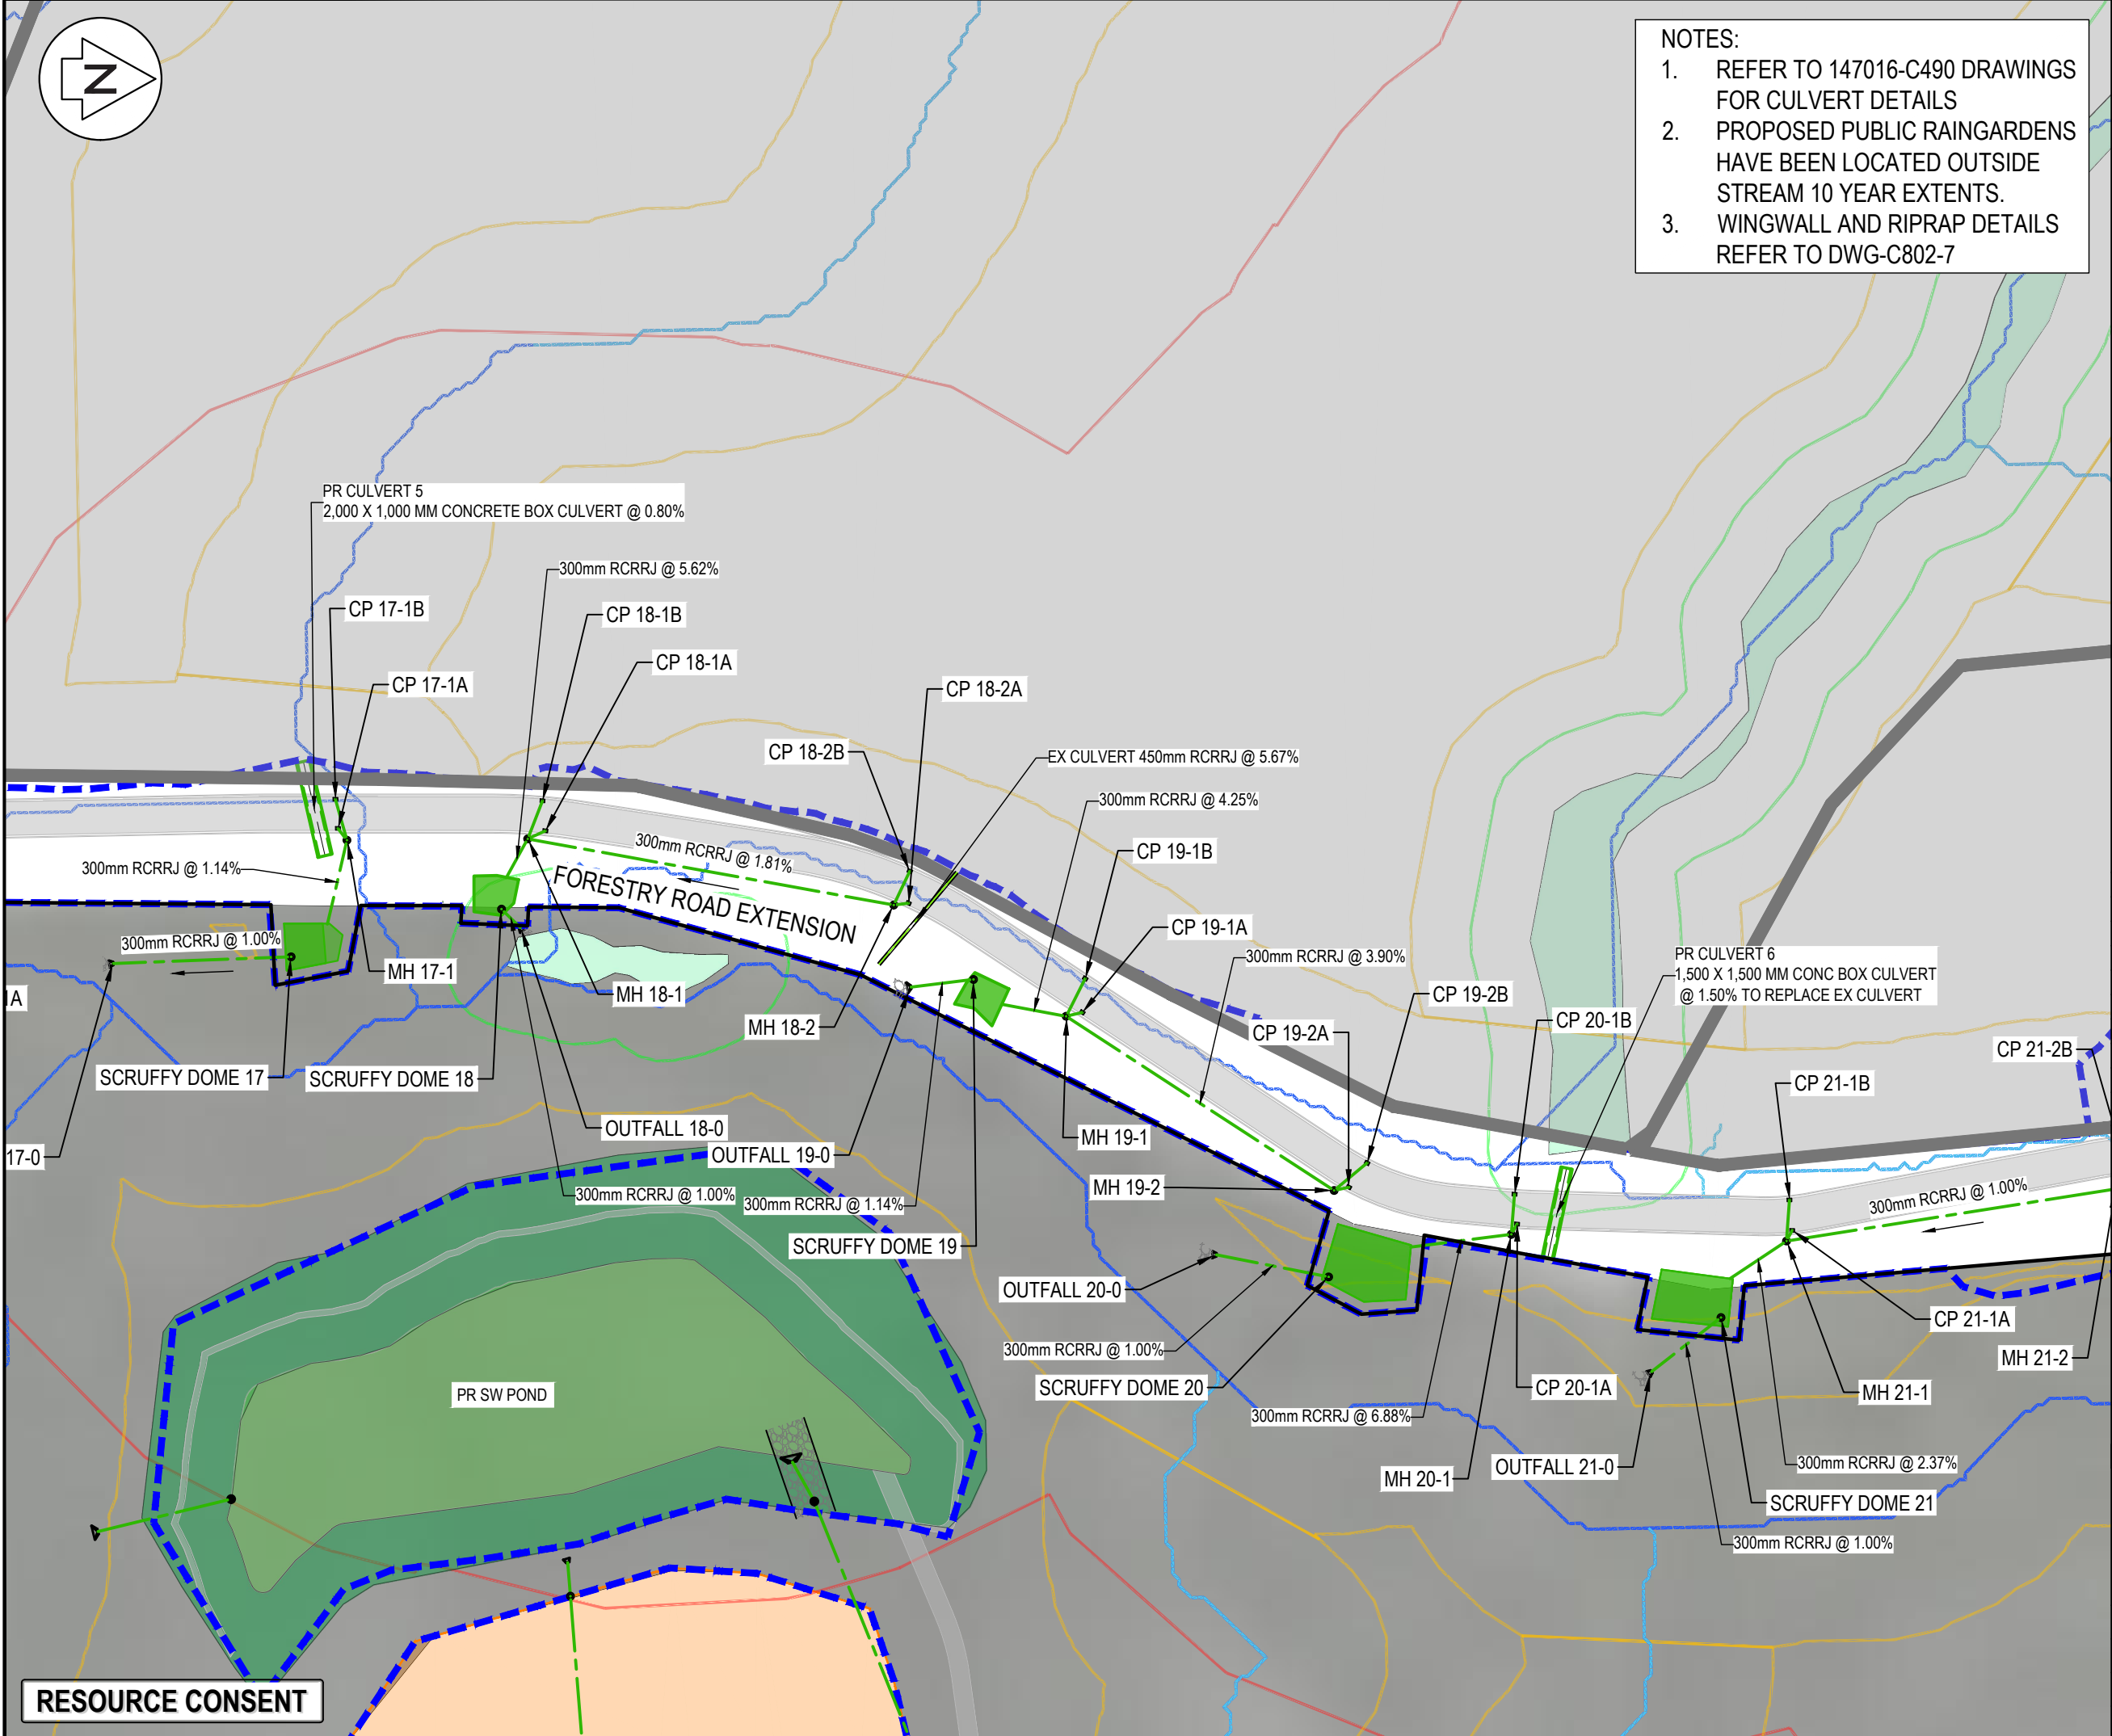 N
NOTES:
1. REFER TO 147016-C490 DRAWINGS
FOR CULVERT DETAILS
2. PROPOSED PUBLIC RAINGARDENS
HAVE BEEN LOCATED OUTSIDE
STREAM 10 YEAR EXTENTS.
3. WINGWALL AND RIPRAP DETAILS
REFER TO DWG-C802-7
PR CULVERT 5
2,000 X 1,000 MM CONCRETE BOX CULVERT @ 0.80%
300mm RCRRJ @ 5.62%
CP 17-1B
CP 18-1B
CP 18-1A
CP 17-1A
CP 18-2A
CP 18-2B
EX CULVERT 450mm RCRRJ @ 5.67%
300mm RCRRJ @ 4.25%
300mm RCRRJ @ 1.81%
CP 19-1B
300mm RCRRJ @ 1.14%
FORESTRY ROAD EXTENSION
CP 19-1A
300mm RCRRJ @ 1.00%
300mm RCRRJ @ 3.90%
PR CULVERT 6
1,500 X 1,500 MM CONC BOX CULVERT
@ 1.50% TO REPLACE EX CULVERT
MH 17-1
1A
MH 18-1
CP 19-2B
MH 18-2
CP 19-2A
CP 20-1B
CP 21-2B
SCRUFFY DOME 17
SCRUFFY DOME 18
CP 21-1B
OUTFALL 18-0
MH 19-1
17-0
OUTFALL 19-0
MH 19-2
300mm RCRRJ @ 1.00%
300mm RCRRJ @ 1.14%
300mm RCRRJ @ 1.00%
SCRUFFY DOME 19
OUTFALL 20-0
CP 21-1A
300mm RCRRJ @ 1.00%
MH 21-2
SCRUFFY DOME 20
CP 20-1A
MH 21-1
PR SW POND
300mm RCRRJ @ 6.88%
300mm RCRRJ @ 2.37%
MH 20-1
OUTFALL 21-0
SCRUFFY DOME 21
300mm RCRRJ @ 1.00%
RESOURCE CONSENT